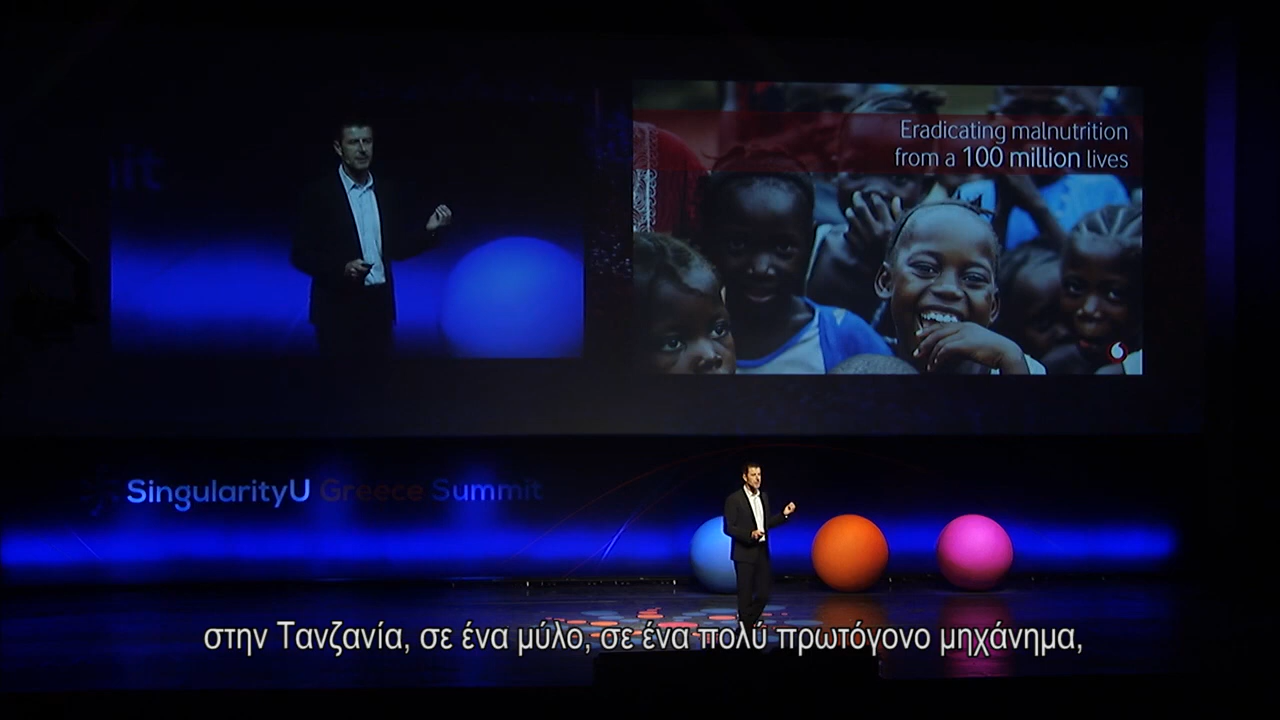 it
Eradicating malnutrition
from a 100 million lives
SingularityU Greece Summit
στην Τανζανία, σε ένα μύλο, σε ένα πολύ πρωτόγονο μηχάνημα,